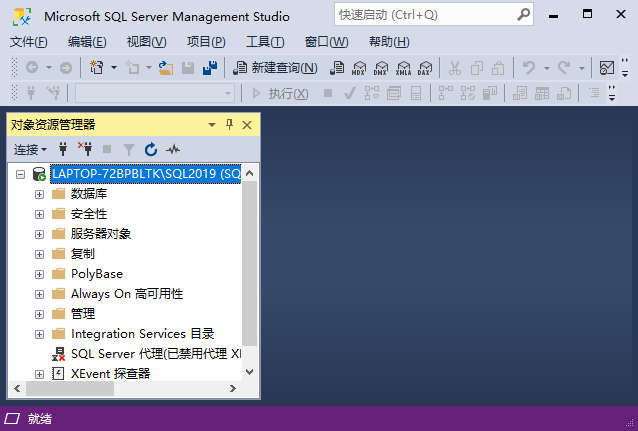 Microsoft SQL Server Management Studio
快速启动 (Ctrl+Q)
文件(F) 编辑(E) 视图(V) 项目(P) 工具(T) 窗口(W) 帮助(H)
新建查询(N) MDX DMX XMLA DAX
执行(X)
对象资源管理器
连接
LAPTOP-72BPBLTK\SQL2019 (SQ
数据库
安全性
服务器对象
复制
PolyBase
Always On 高可用性
管理
Integration Services 目录
SQL Server 代理(已禁用代理 XI
XEvent 探查器
就绪